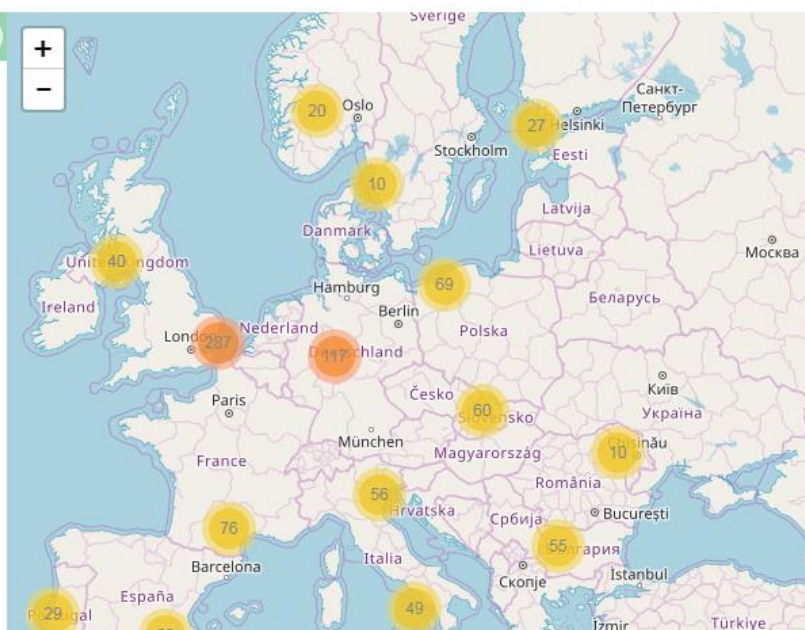 Sverige
+
−
Санкт-
Петербург
20
Oslo
27
Helsinki
Stockholm
Eesti
10
Latvija
Danmark
Lietuva
Москва
United Kingdom
40
Hamburg
69
Беларусь
Ireland
Berlin
Nederland
London
287
Polska
Deutschland
117
Київ
Česko
Paris
60
Slovensko
Україна
München
Chișinău
10
Magyarország
France
România
56
Hrvatska
București
Србија
76
55
България
Italia
Barcelona
Скопје
İstanbul
España
29
Portugal
49
İzmir
Türkiye